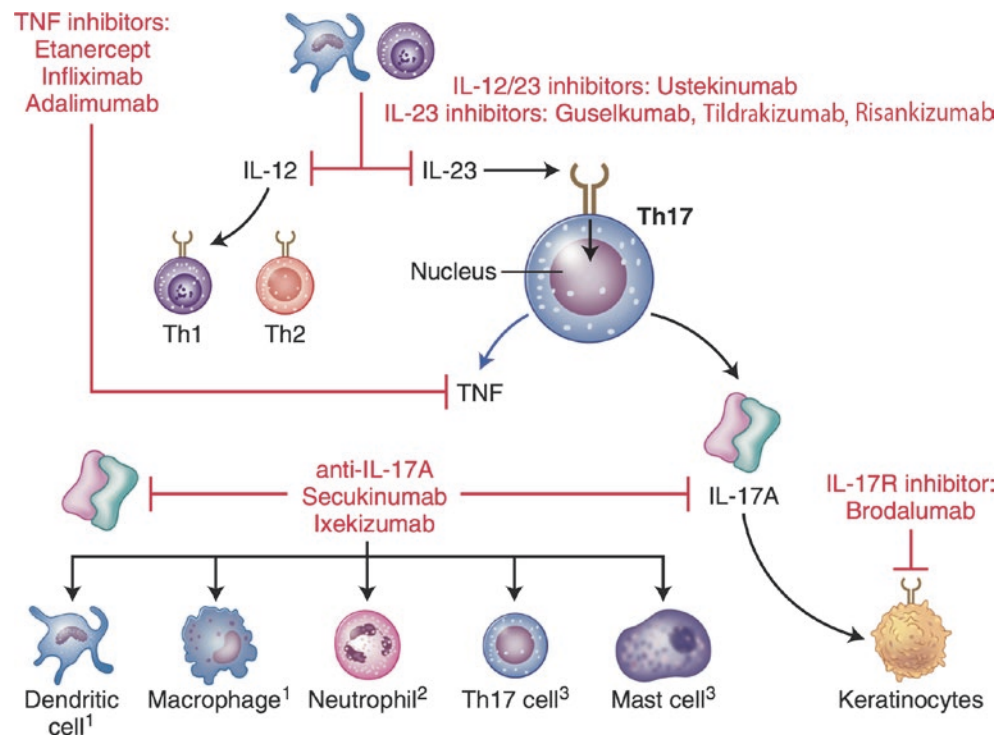 TNF inhibitors:
Etanercept
Infliximab
Adalimumab
IL-12/23 inhibitors: Ustekinumab
IL-23 inhibitors: Guselkumab, Tildrakizumab, Risankizumab
IL-12
IL-23
Th17
Nucleus
Th1
Th2
TNF
anti-IL-17A
Secukinumab
Ixekizumab
IL-17A
IL-17R inhibitor:
Brodalumab
Dendritic
cell¹
Macrophage¹
Neutrophil²
Th17 cell³
Mast cell³
Keratinocytes